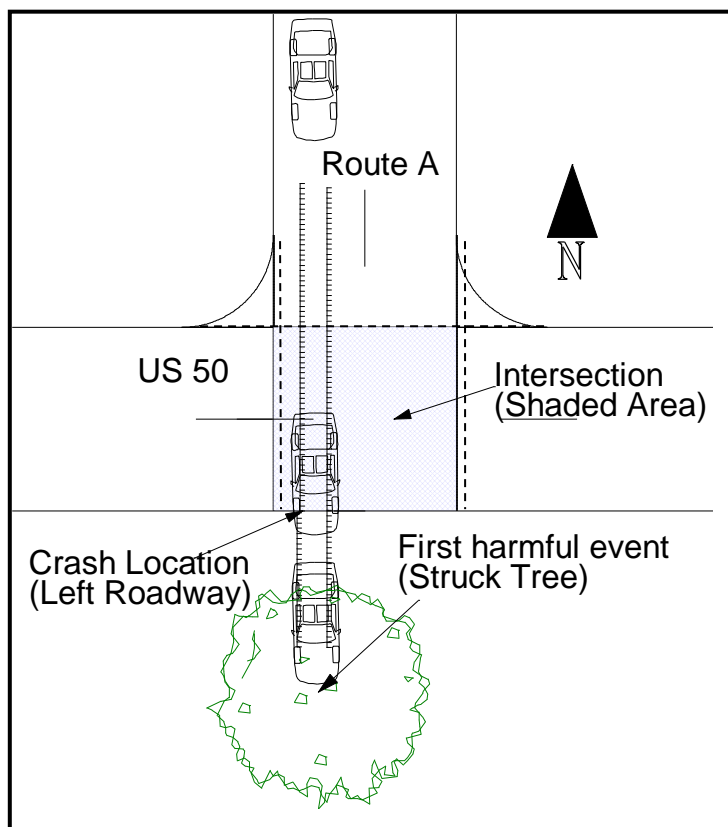 Route A
N
US 50
Intersection
(Shaded Area)
Crash Location
(Left Roadway)
First harmful event
(Struck Tree)